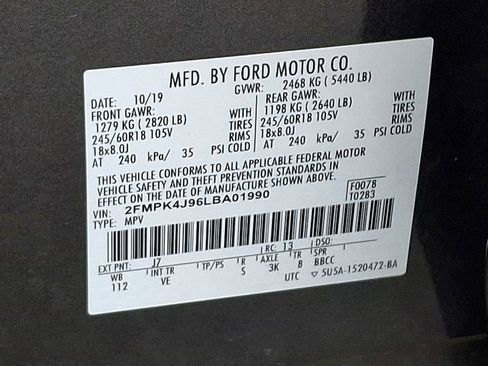 MFD. BY FORD MOTOR CO.
DATE: 10/19 GVWR: 2468 KG (5440 LB)
FRONT GAWR: REAR GAWR:
1279 KG (2820 LB) WITH 1198 KG (2640 LB) WITH
245/60R18 105V TIRES 245/60R18 105V TIRES
18x8.0J RIMS 18x8.0J RIMS
AT 240 kPa/ 35 PSI COLD AT 240 kPa/ 35 PSI COLD
THIS VEHICLE CONFORMS TO ALL APPLICABLE FEDERAL MOTOR
VEHICLE SAFETY AND BUMPER STANDARDS IN
EFFECT ON THE DATE OF MANUFACTURE SHOWN ABOVE.
VIN: 2FMPK4J96LBA01990 F0078
TYPE: MPV T0283
EXT PNT: J7 RC: 13 DSO:
WB INT TR TP/PS R AXLE TR SPR
112 VE S 3K 8 BBCC
UTC ▽5U5A-1520472-BA